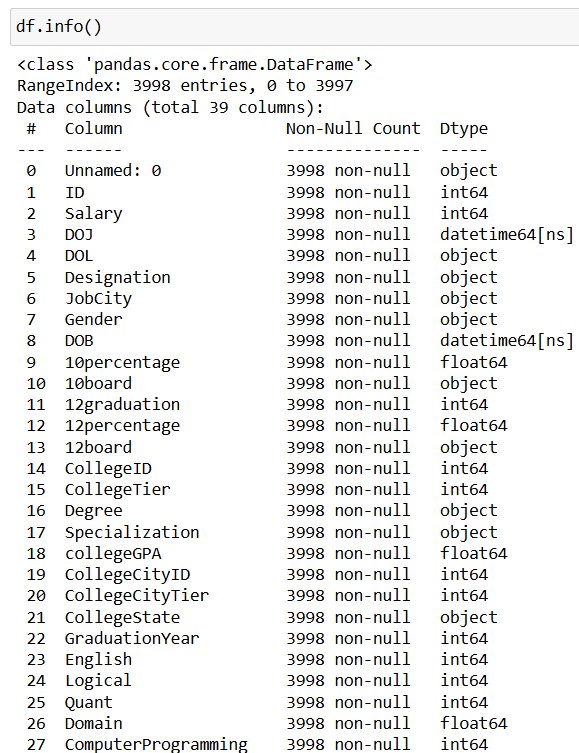 df.info()
<class 'pandas.core.frame.DataFrame'>
RangeIndex: 3998 entries, 0 to 3997
Data columns (total 39 columns):
 #   Column               Non-Null Count  Dtype
---  ------               --------------  -----
 0   Unnamed: 0           3998 non-null   object
 1   ID                   3998 non-null   int64
 2   Salary               3998 non-null   int64
 3   DOJ                  3998 non-null   datetime64[ns]
 4   DOL                  3998 non-null   object
 5   Designation          3998 non-null   object
 6   JobCity              3998 non-null   object
 7   Gender               3998 non-null   object
 8   DOB                  3998 non-null   datetime64[ns]
 9   10percentage         3998 non-null   float64
 10  10board              3998 non-null   object
 11  12graduation         3998 non-null   int64
 12  12percentage         3998 non-null   float64
 13  12board              3998 non-null   object
 14  CollegeID            3998 non-null   int64
 15  CollegeTier          3998 non-null   int64
 16  Degree               3998 non-null   object
 17  Specialization       3998 non-null   object
 18  collegeGPA           3998 non-null   float64
 19  CollegeCityID        3998 non-null   int64
 20  CollegeCityTier      3998 non-null   int64
 21  CollegeState         3998 non-null   object
 22  GraduationYear       3998 non-null   int64
 23  English              3998 non-null   int64
 24  Logical              3998 non-null   int64
 25  Quant                3998 non-null   int64
 26  Domain               3998 non-null   float64
 27  ComputerProgramming  3998 non-null   int64